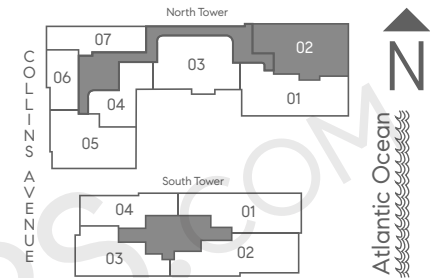 North Tower
07
02
03
06
04
01
05
COLLINS AVENUE
N
Atlantic Ocean
South Tower
04
01
03
02